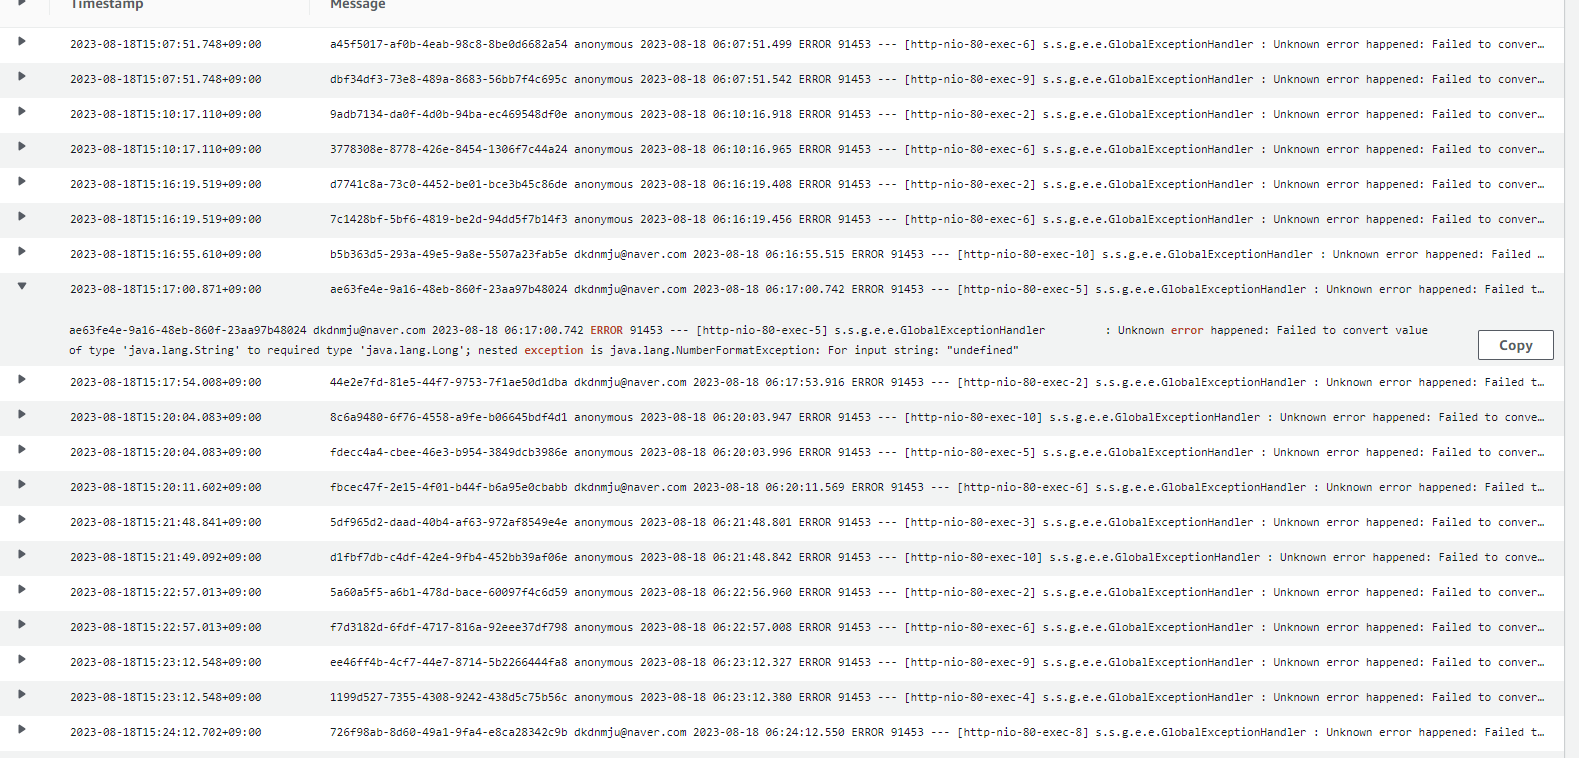 Timestamp Message
2023-08-18T15:07:51.748+09:00 a45f5017-af0b-4eab-98c8-8be0d6682a54 anonymous 2023-08-18 06:07:51.499 ERROR 91453 --- [http-nio-80-exec-6] s.s.g.e.e.GlobalExceptionHandler : Unknown error happened: Failed to conver…
2023-08-18T15:07:51.748+09:00 dbf34df3-73e8-489a-8683-56bb7f4c695c anonymous 2023-08-18 06:07:51.542 ERROR 91453 --- [http-nio-80-exec-9] s.s.g.e.e.GlobalExceptionHandler : Unknown error happened: Failed to conver…
2023-08-18T15:10:17.110+09:00 9adb7134-da0f-4d0b-94ba-ec469548df0e anonymous 2023-08-18 06:10:16.918 ERROR 91453 --- [http-nio-80-exec-2] s.s.g.e.e.GlobalExceptionHandler : Unknown error happened: Failed to conver…
2023-08-18T15:10:17.110+09:00 3778308e-8778-426e-8454-1306f7c44a24 anonymous 2023-08-18 06:10:16.965 ERROR 91453 --- [http-nio-80-exec-6] s.s.g.e.e.GlobalExceptionHandler : Unknown error happened: Failed to conver…
2023-08-18T15:16:19.519+09:00 d7741c8a-73c0-4452-be01-bce3b45c86de anonymous 2023-08-18 06:16:19.408 ERROR 91453 --- [http-nio-80-exec-2] s.s.g.e.e.GlobalExceptionHandler : Unknown error happened: Failed to conver…
2023-08-18T15:16:19.519+09:00 7c1428bf-5bf6-4819-be2d-94dd5f7b14f3 anonymous 2023-08-18 06:16:19.456 ERROR 91453 --- [http-nio-80-exec-6] s.s.g.e.e.GlobalExceptionHandler : Unknown error happened: Failed to conver…
2023-08-18T15:16:55.610+09:00 b5b363d5-293a-49e5-9a8e-5507a23fab5e dkdnmju@naver.com 2023-08-18 06:16:55.515 ERROR 91453 --- [http-nio-80-exec-10] s.s.g.e.e.GlobalExceptionHandler : Unknown error happened: Failed …
2023-08-18T15:17:00.871+09:00 ae63fe4e-9a16-48eb-860f-23aa97b48024 dkdnmju@naver.com 2023-08-18 06:17:00.742 ERROR 91453 --- [http-nio-80-exec-5] s.s.g.e.e.GlobalExceptionHandler : Unknown error happened: Failed t…
ae63fe4e-9a16-48eb-860f-23aa97b48024 dkdnmju@naver.com 2023-08-18 06:17:00.742 ERROR 91453 --- [http-nio-80-exec-5] s.s.g.e.e.GlobalExceptionHandler : Unknown error happened: Failed to convert value
of type 'java.lang.String' to required type 'java.lang.Long'; nested exception is java.lang.NumberFormatException: For input string: "undefined"
Copy
2023-08-18T15:17:54.008+09:00 44e2e7fd-81e5-44f7-9753-7f1ae50d1dba dkdnmju@naver.com 2023-08-18 06:17:53.916 ERROR 91453 --- [http-nio-80-exec-2] s.s.g.e.e.GlobalExceptionHandler : Unknown error happened: Failed t…
2023-08-18T15:20:04.083+09:00 8c6a9480-6f76-4558-a9fe-b06645bdf4d1 anonymous 2023-08-18 06:20:03.947 ERROR 91453 --- [http-nio-80-exec-10] s.s.g.e.e.GlobalExceptionHandler : Unknown error happened: Failed to conve…
2023-08-18T15:20:04.083+09:00 fdecc4a4-cbee-46e3-b954-3849dcb3986e anonymous 2023-08-18 06:20:03.996 ERROR 91453 --- [http-nio-80-exec-5] s.s.g.e.e.GlobalExceptionHandler : Unknown error happened: Failed to conver…
2023-08-18T15:20:11.602+09:00 fbcec47f-2e15-4f01-b44f-b6a95e0cbabb dkdnmju@naver.com 2023-08-18 06:20:11.569 ERROR 91453 --- [http-nio-80-exec-6] s.s.g.e.e.GlobalExceptionHandler : Unknown error happened: Failed t…
2023-08-18T15:21:48.841+09:00 5df965d2-daad-40b4-af63-972af8549e4e anonymous 2023-08-18 06:21:48.801 ERROR 91453 --- [http-nio-80-exec-3] s.s.g.e.e.GlobalExceptionHandler : Unknown error happened: Failed to conver…
2023-08-18T15:21:49.092+09:00 d1fbf7db-c4df-42e4-9fb4-452bb39af06e anonymous 2023-08-18 06:21:48.842 ERROR 91453 --- [http-nio-80-exec-10] s.s.g.e.e.GlobalExceptionHandler : Unknown error happened: Failed to conve…
2023-08-18T15:22:57.013+09:00 5a60a5f5-a6b1-478d-bace-60097f4c6d59 anonymous 2023-08-18 06:22:56.960 ERROR 91453 --- [http-nio-80-exec-2] s.s.g.e.e.GlobalExceptionHandler : Unknown error happened: Failed to conver…
2023-08-18T15:22:57.013+09:00 f7d3182d-6fdf-4717-816a-92eee37df798 anonymous 2023-08-18 06:22:57.008 ERROR 91453 --- [http-nio-80-exec-6] s.s.g.e.e.GlobalExceptionHandler : Unknown error happened: Failed to conver…
2023-08-18T15:23:12.548+09:00 ee46ff4b-4cf7-44e7-8714-5b2266444fa8 anonymous 2023-08-18 06:23:12.327 ERROR 91453 --- [http-nio-80-exec-9] s.s.g.e.e.GlobalExceptionHandler : Unknown error happened: Failed to conver…
2023-08-18T15:23:12.548+09:00 1199d527-7355-4308-9242-438d5c75b56c anonymous 2023-08-18 06:23:12.380 ERROR 91453 --- [http-nio-80-exec-4] s.s.g.e.e.GlobalExceptionHandler : Unknown error happened: Failed to conver…
2023-08-18T15:24:12.702+09:00 726f98ab-8d60-49a1-9fa4-e8ca28342c9b dkdnmju@naver.com 2023-08-18 06:24:12.550 ERROR 91453 --- [http-nio-80-exec-8] s.s.g.e.e.GlobalExceptionHandler : Unknown error happened: Failed t…